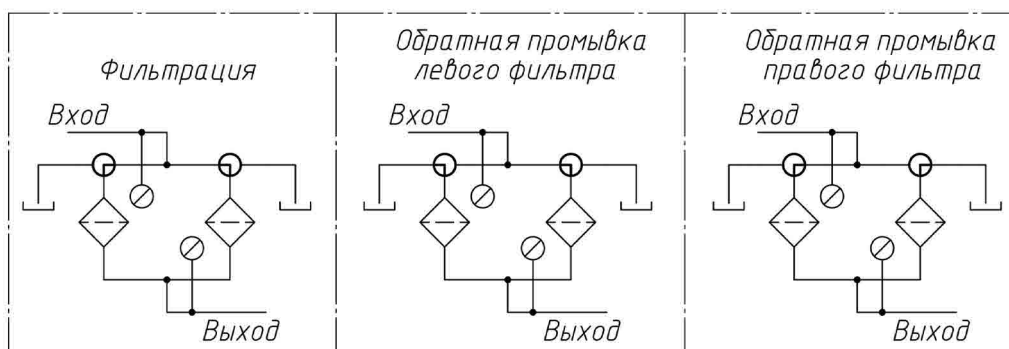 Фильтрация
Вход
Выход
Обратная промывка
левого фильтра
Вход
Выход
Обратная промывка
правого фильтра
Вход
Выход